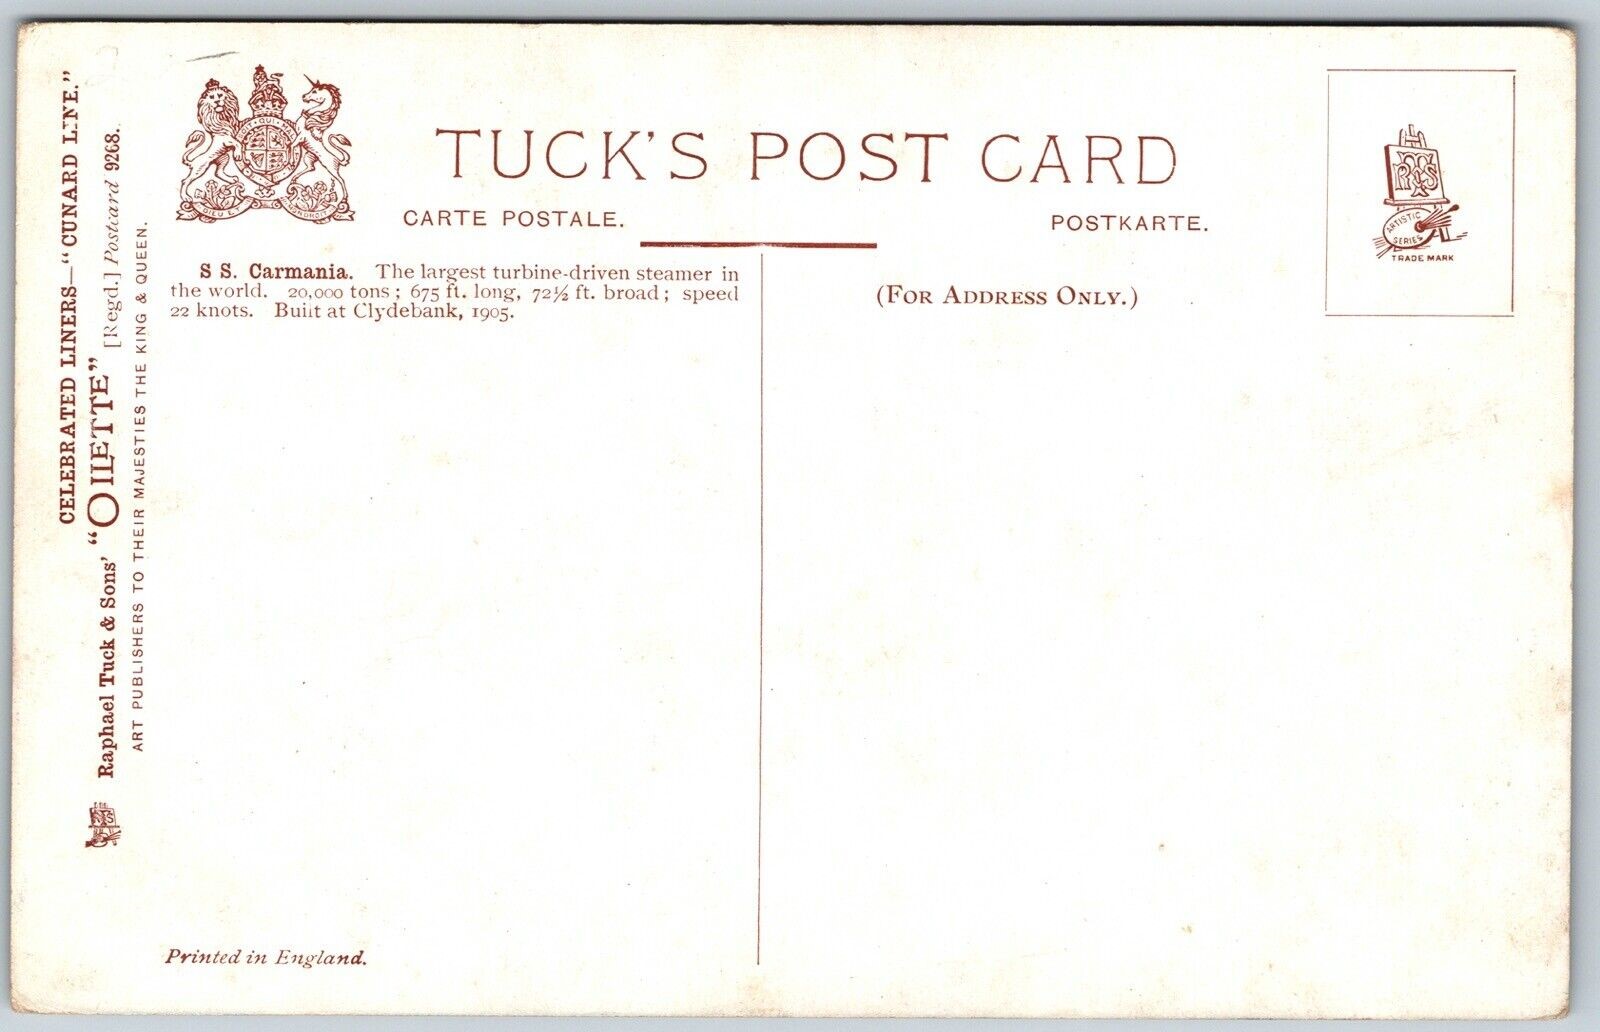 CELEBRATED LINERS—"CUNARD LINE."
Raphael Tuck & Sons' "OILETTE" [Regd.] Postcard 9268.
ART PUBLISHERS TO THEIR MAJESTIES THE KING & QUEEN.
TUCK'S POST CARD
CARTE POSTALE.
POSTKARTE.
S S. Carmania. The largest turbine-driven steamer in
the world. 20,000 tons; 675 ft. long, 72½ ft. broad; speed
22 knots. Built at Clydebank, 1905.
(FOR ADDRESS ONLY.)
ARTISTIC
SERIES
TRADE MARK
Printed in England.